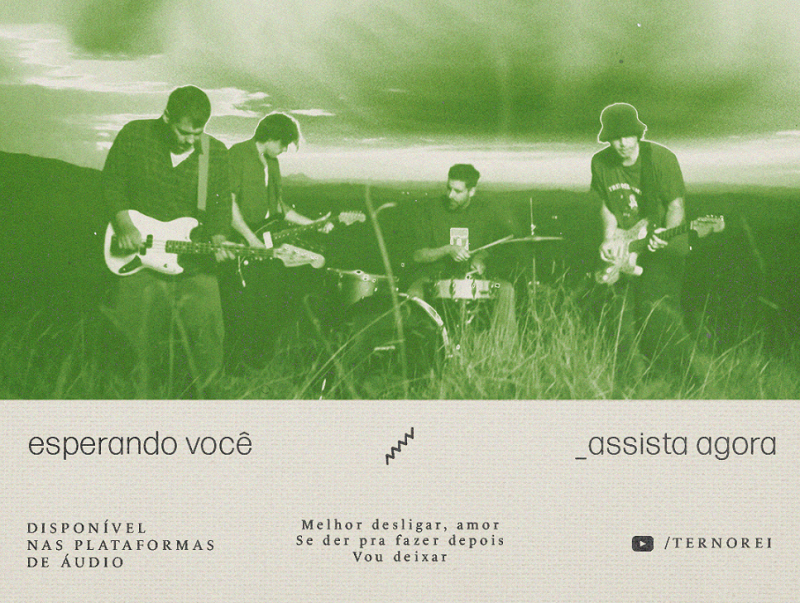 esperando você
_assista agora
DISPONÍVEL
NAS PLATAFORMAS
DE ÁUDIO
Melhor desligar, amor
Se der pra fazer depois
Vou deixar
/TERNOREI